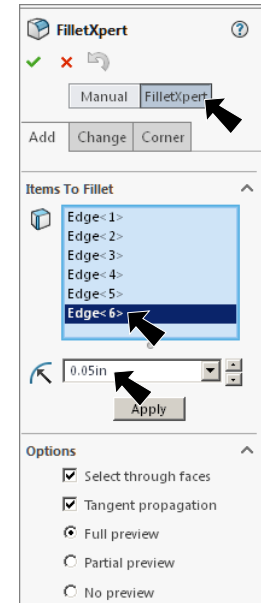 FilletXpert
Manual FilletXpert
Add Change Corner
Items To Fillet
Edge<1>
Edge<2>
Edge<3>
Edge<4>
Edge<5>
Edge<6>
0.05in
Apply
Options
Select through faces
Tangent propagation
Full preview
Partial preview
No preview